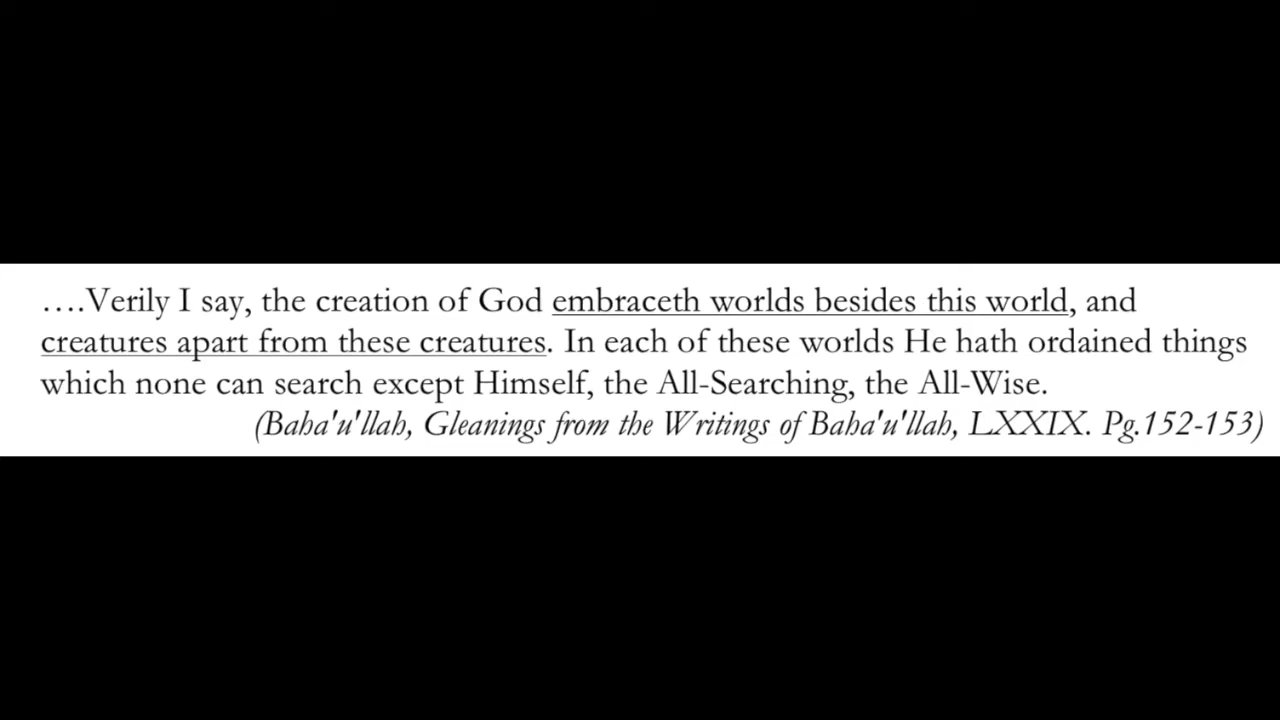 ….Verily I say, the creation of God embraceth worlds besides this world, and
creatures apart from these creatures. In each of these worlds He hath ordained things
which none can search except Himself, the All-Searching, the All-Wise.
(Baha'u'llah, Gleanings from the Writings of Baha'u'llah, LXXIX. Pg.152-153)